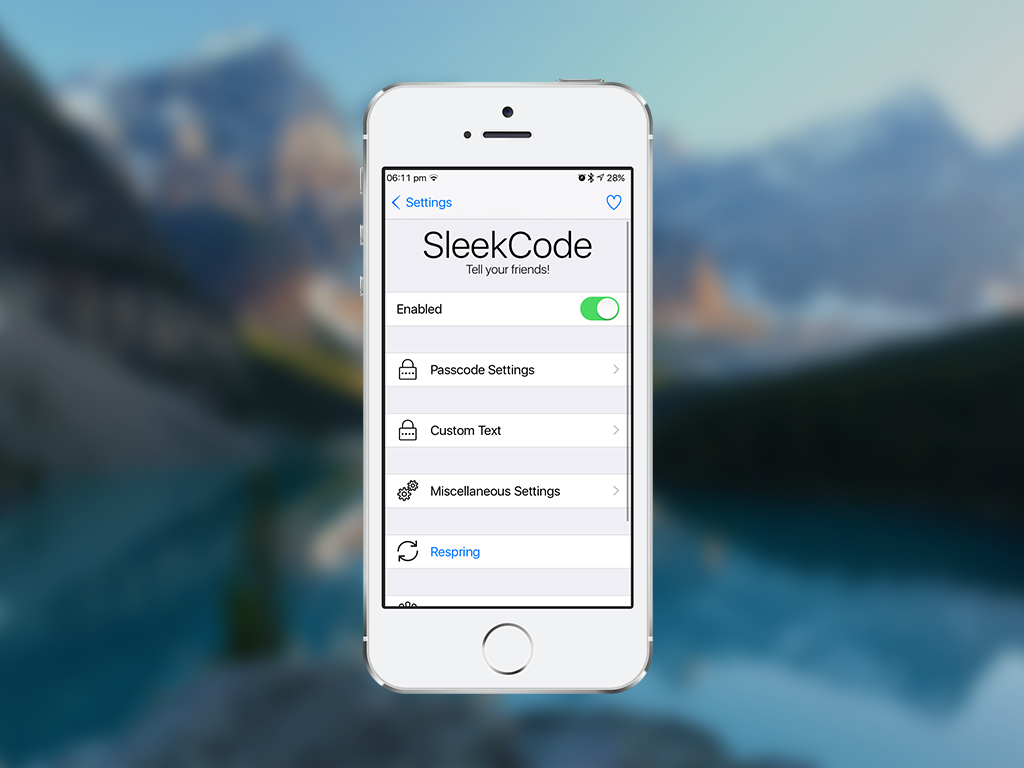 06:11 pm 28%
Settings
SleekCode
Tell your friends!
Enabled
Passcode Settings
Custom Text
Miscellaneous Settings
Respring